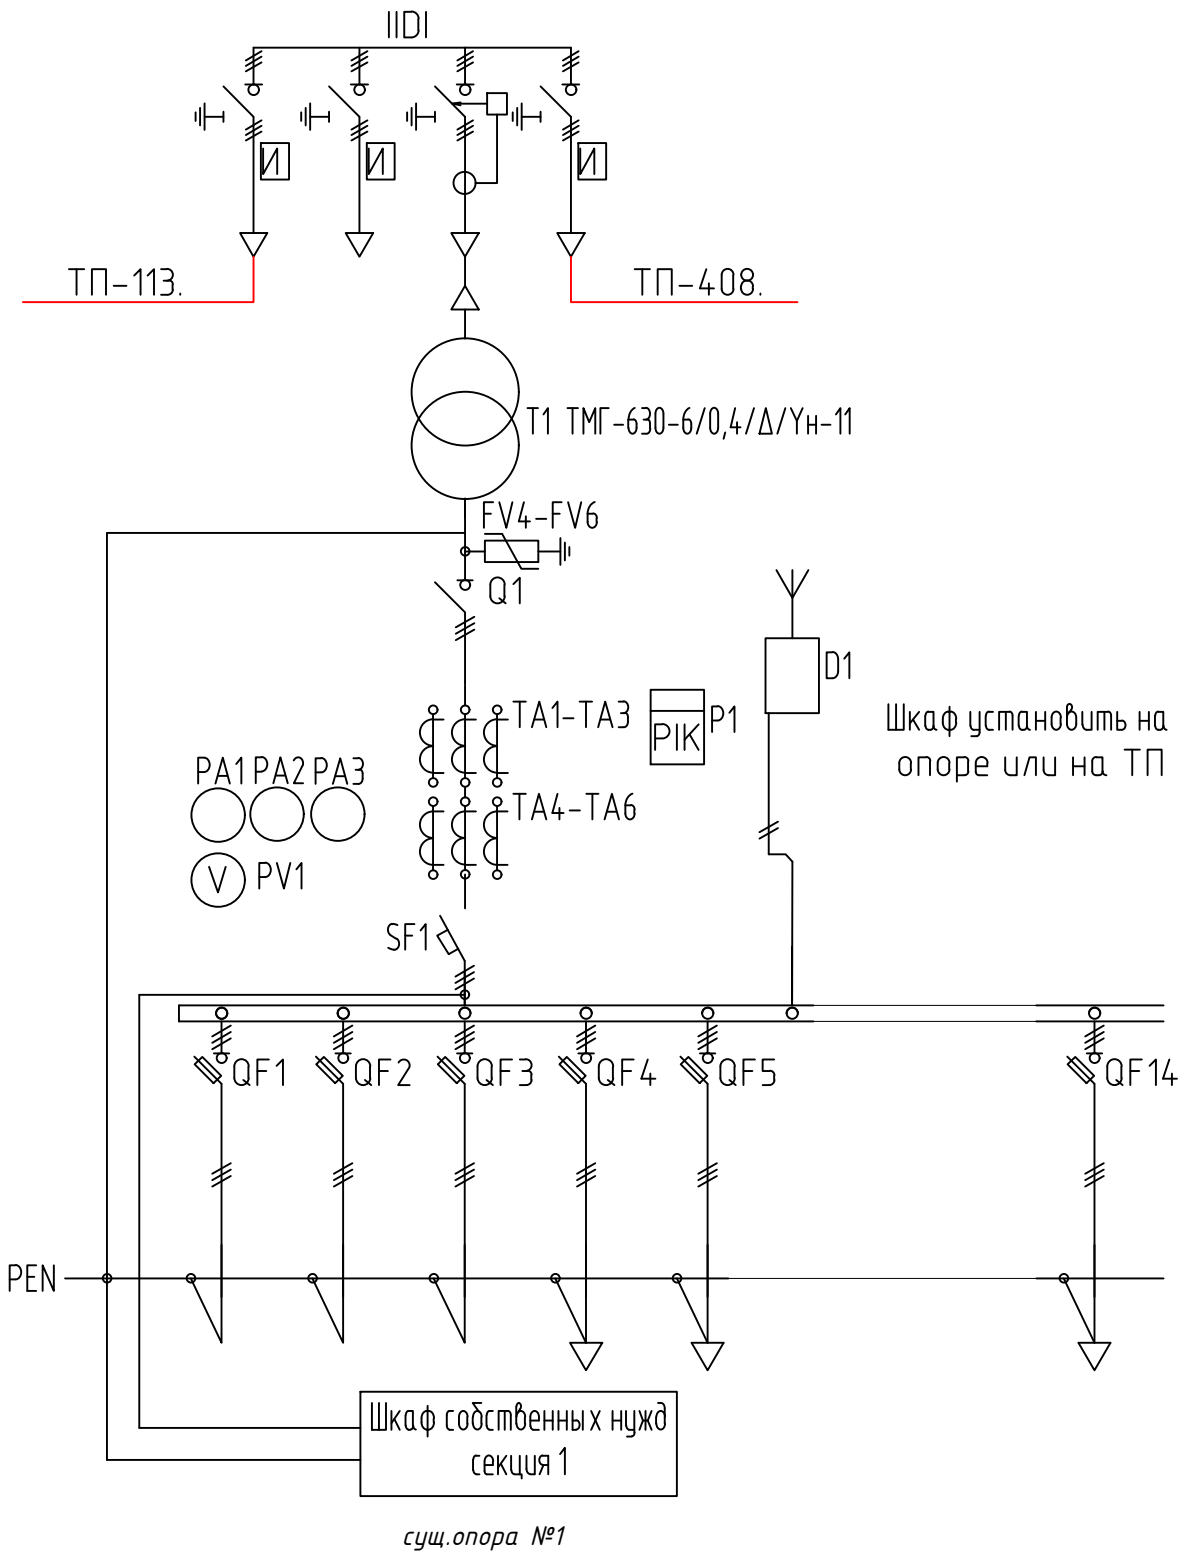 IIDI
И
И
И
ТП-113.
ТП-408.
Т1 ТМГ-630-6/0,4/Δ/Yн-11
FV4-FV6
Q1
D1
TA1-TA3
PIK
P1
Шкаф установить на
опоре или на ТП
PA1 PA2 PA3
TA4-TA6
V
PV1
SF1
QF1
QF2
QF3
QF4
QF5
QF14
PEN
Шкаф собственных нужд
секция 1
сущ.опора №1